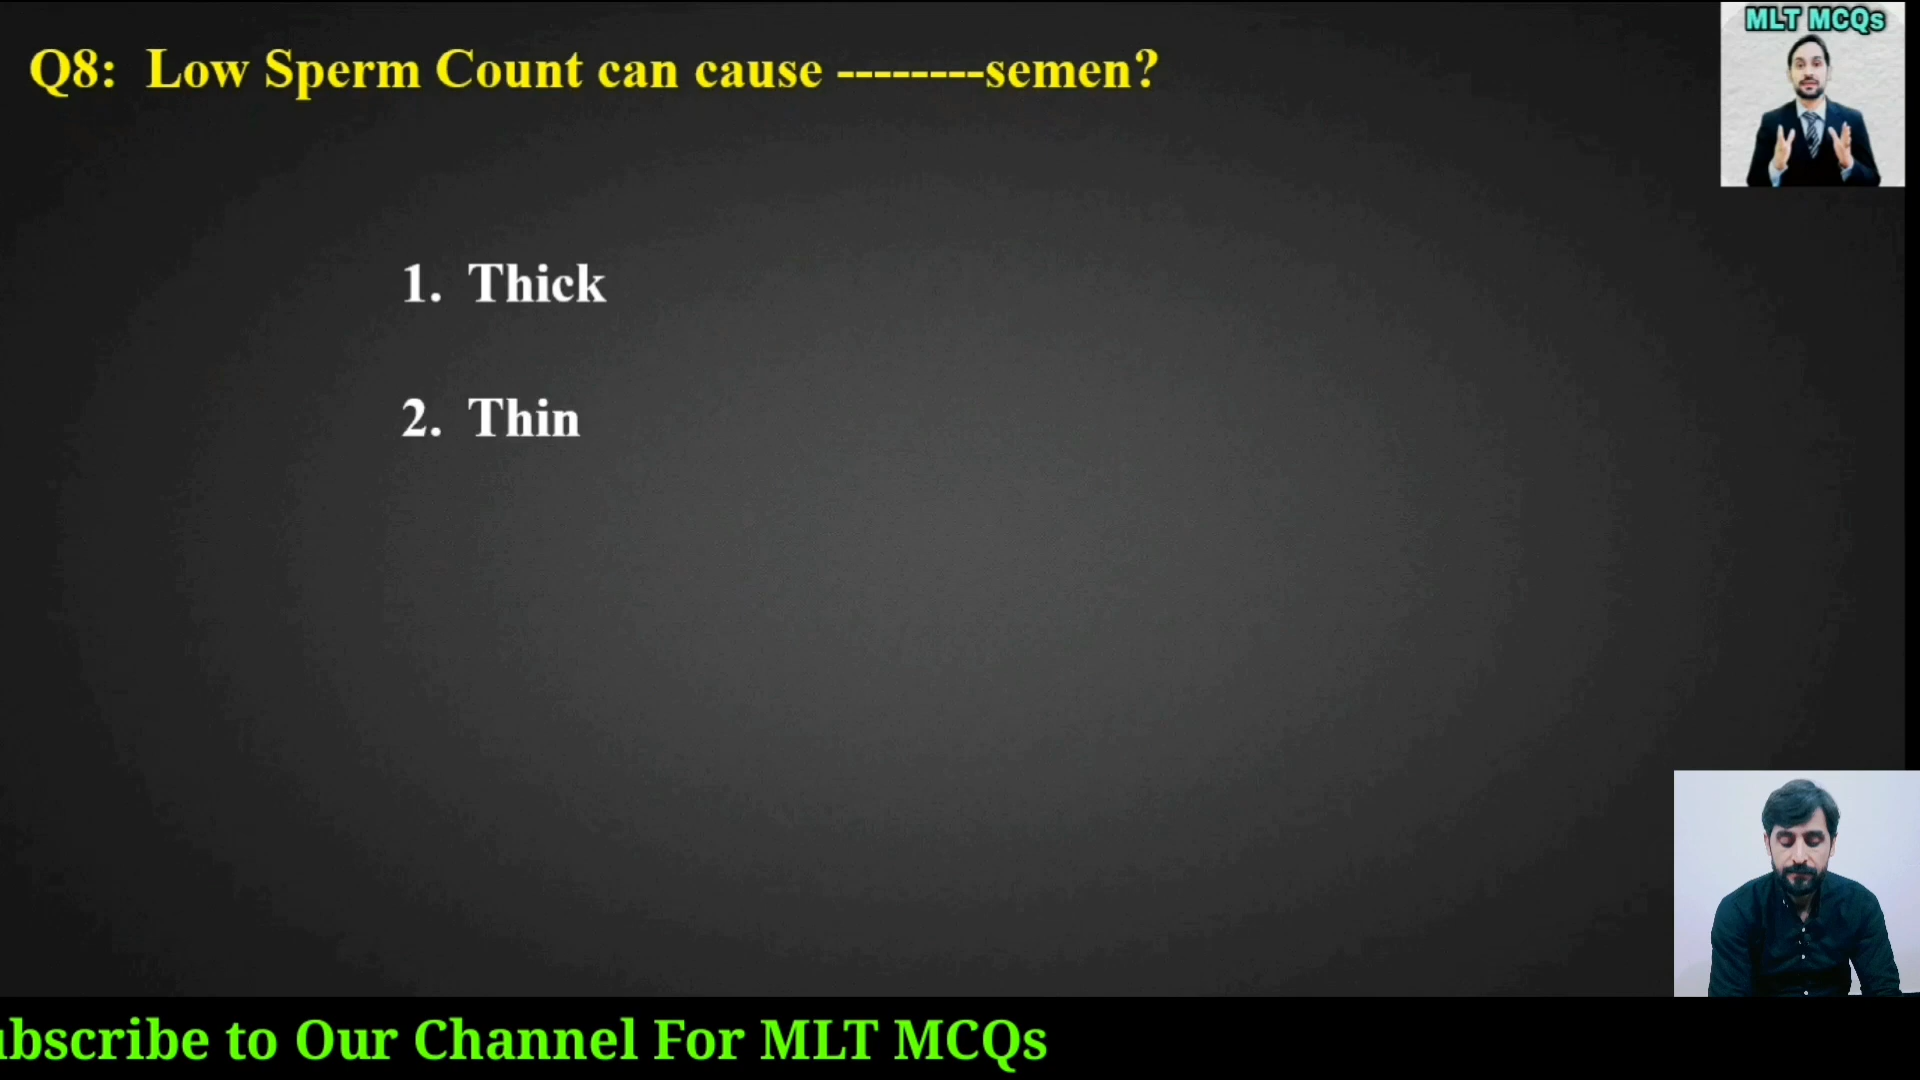 MLT MCQs
Q8: Low Sperm Count can cause --------semen?
1. Thick
2. Thin
ubscribe to Our Channel For MLT MCQs